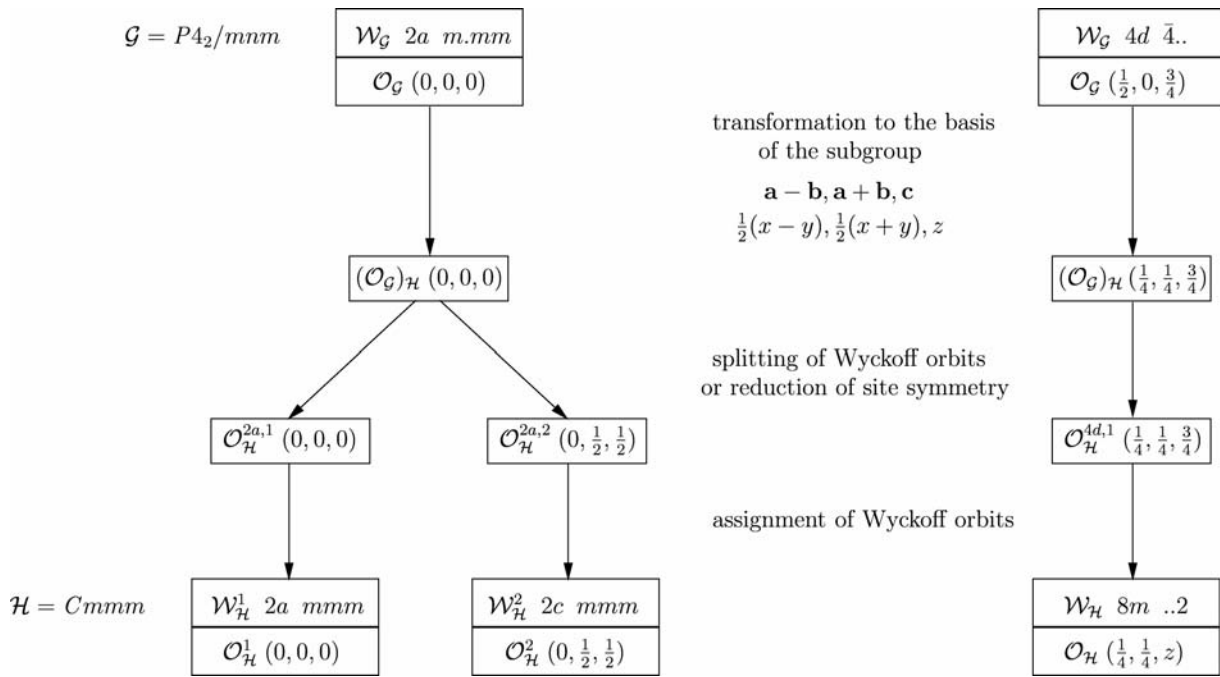 𝒢 = P4₂/mnm
𝒲_𝒢 2a m.mm
𝒪_𝒢 (0, 0, 0)
𝒲_𝒢 4d 4̄..
𝒪_𝒢 (1/2, 0, 3/4)
transformation to the basis
of the subgroup
a − b, a + b, c
1/2(x − y), 1/2(x + y), z
(𝒪_𝒢)_ℋ (0, 0, 0)
(𝒪_𝒢)_ℋ (1/4, 1/4, 3/4)
splitting of Wyckoff orbits
or reduction of site symmetry
𝒪_ℋ^{2a,1} (0, 0, 0)
𝒪_ℋ^{2a,2} (0, 1/2, 1/2)
𝒪_ℋ^{4d,1} (1/4, 1/4, 3/4)
assignment of Wyckoff orbits
ℋ = Cmmm
𝒲_ℋ^1 2a mmm
𝒪_ℋ^1 (0, 0, 0)
𝒲_ℋ^2 2c mmm
𝒪_ℋ^2 (0, 1/2, 1/2)
𝒲_ℋ 8m ..2
𝒪_ℋ (1/4, 1/4, z)